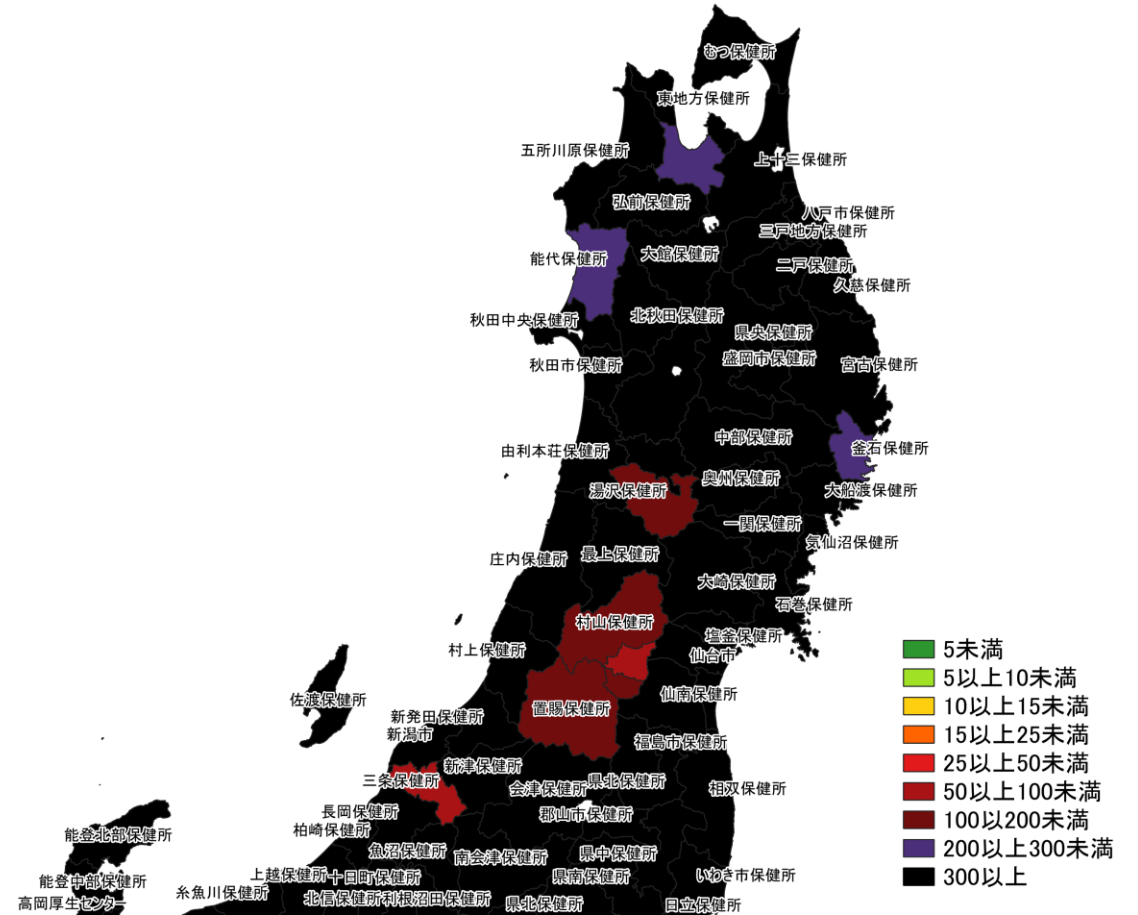 むつ保健所
東地方保健所
五所川原保健所
上十三保健所
弘前保健所
八戸市保健所
三戸地方保健所
大館保健所
能代保健所
二戸保健所
久慈保健所
北秋田保健所
秋田中央保健所
県央保健所
盛岡市保健所
秋田市保健所
宮古保健所
中部保健所
釜石保健所
由利本荘保健所
奥州保健所
湯沢保健所
大船渡保健所
一関保健所
気仙沼保健所
最上保健所
庄内保健所
大崎保健所
石巻保健所
村山保健所
塩釜保健所
村上保健所
仙台市
仙南保健所
佐渡保健所
置賜保健所
新発田保健所
新潟市
福島市保健所
新津保健所
三条保健所
会津保健所
県北保健所
相双保健所
長岡保健所
郡山市保健所
柏崎保健所
能登北部保健所
魚沼保健所
南会津保健所
県中保健所
上越保健所
十日町保健所
県南保健所
いわき市保健所
能登中部保健所
糸魚川保健所
北信保健所
利根沼田保健所
県北保健所
日立保健所
高岡厚生センター
5未満
5以上10未満
10以上15未満
15以上25未満
25以上50未満
50以上100未満
100以200未満
200以上300未満
300以上